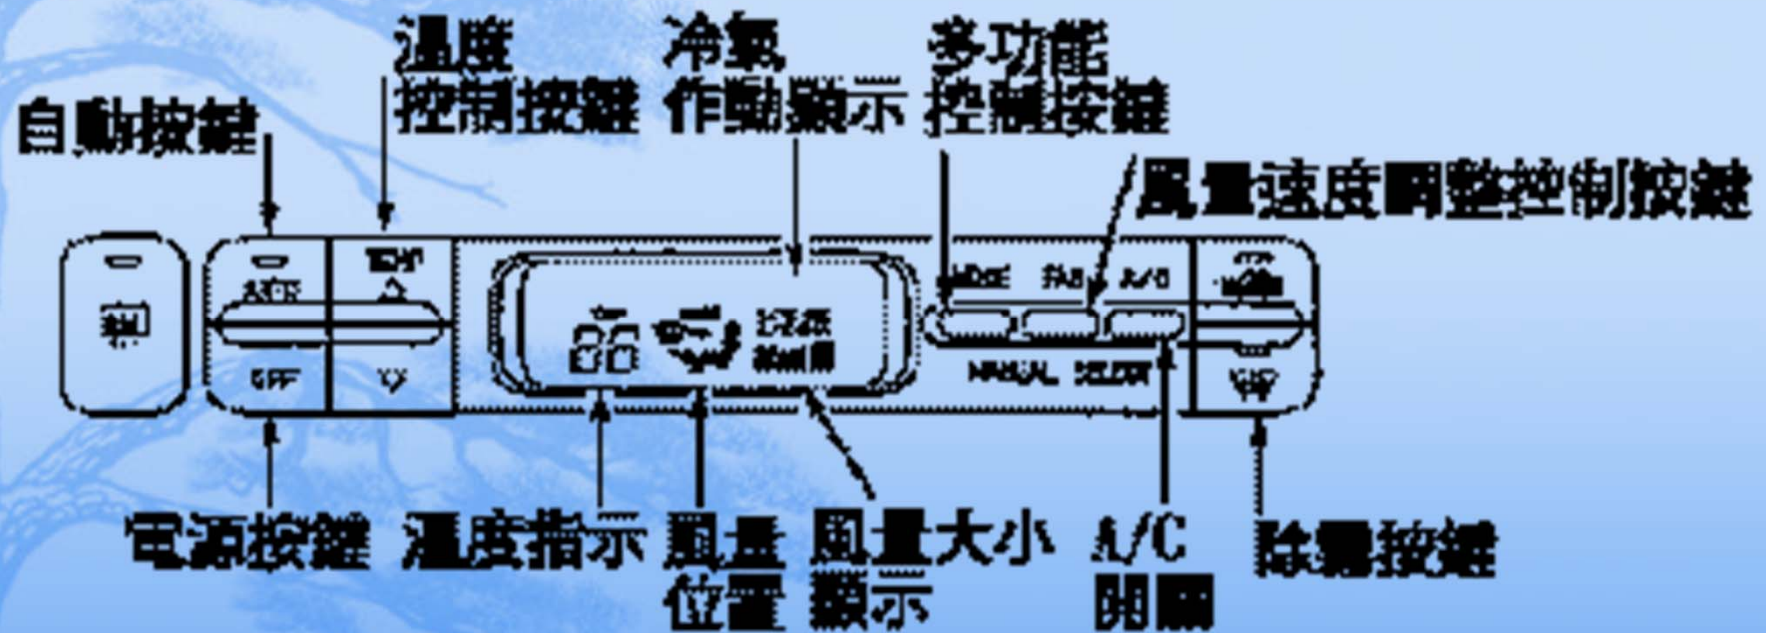 溫度
控制按鍵
冷氣
作動顯示
多功能
控制按鍵
自動按鍵
風量速度調整控制按鍵
AUTO
MODE FAN A/C
OFF
MANUAL
電源按鍵
溫度指示
風量
位置
風量大小
顯示
A/C
開關
除霧按鍵